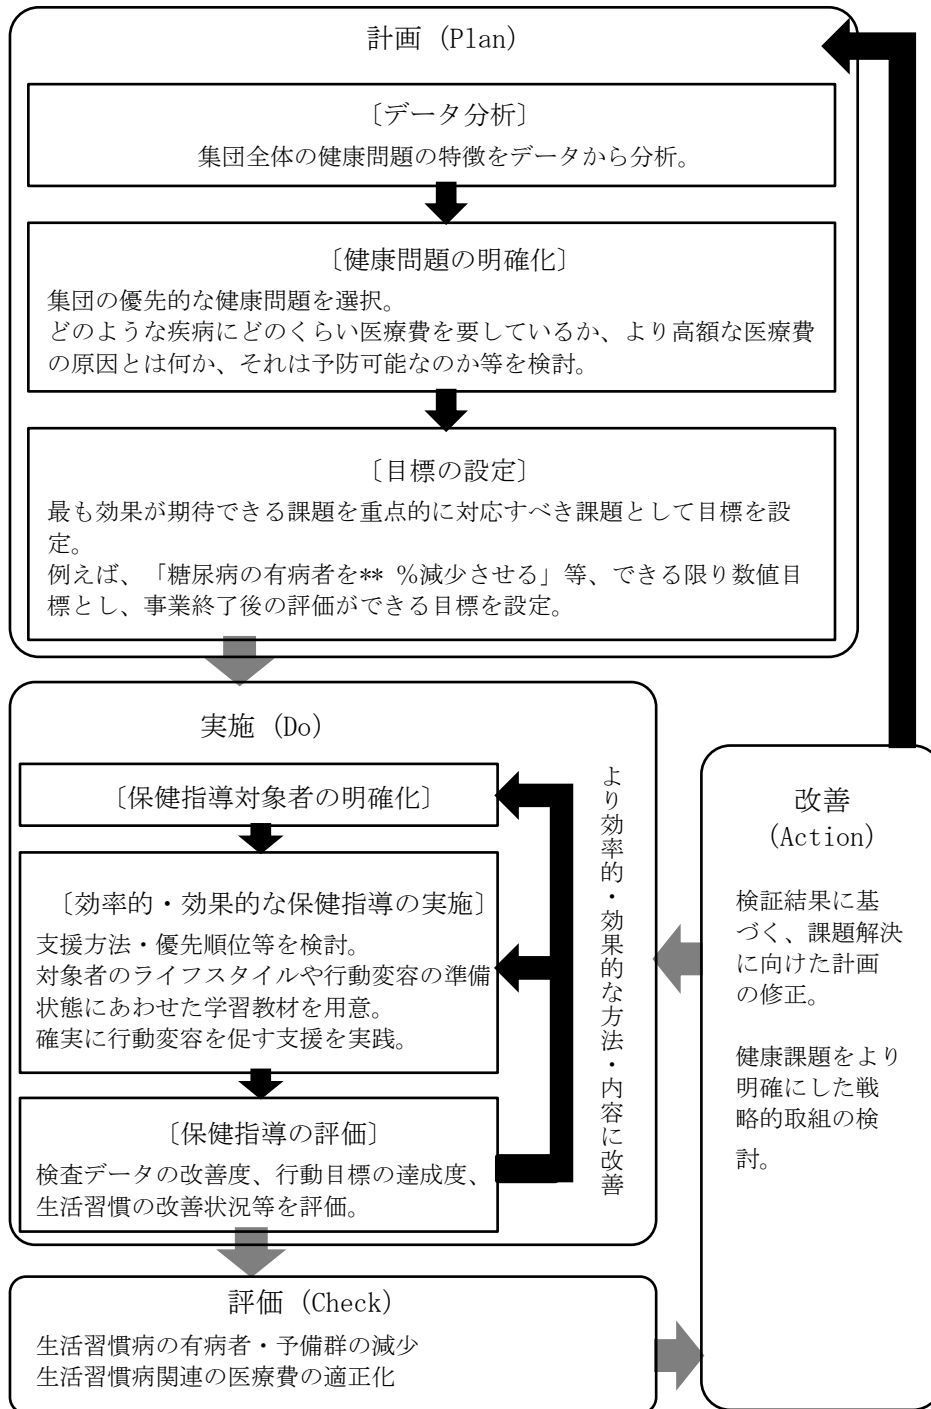 計画 (Plan)
〔データ分析〕
集団全体の健康問題の特徴をデータから分析。
〔健康問題の明確化〕
集団の優先的な健康問題を選択。
どのような疾病にどのくらい医療費を要しているか、より高額な医療費
の原因とは何か、それは予防可能なのか等を検討。
〔目標の設定〕
最も効果が期待できる課題を重点的に対応すべき課題として目標を設
定。
例えば、「糖尿病の有病者を** %減少させる」等、できる限り数値目
標とし、事業終了後の評価ができる目標を設定。
実施 (Do)
〔保健指導対象者の明確化〕
〔効率的・効果的な保健指導の実施〕
支援方法・優先順位等を検討。
対象者のライフスタイルや行動変容の準備
状態にあわせた学習教材を用意。
確実に行動変容を促す支援を実践。
〔保健指導の評価〕
検査データの改善度、行動目標の達成度、
生活習慣の改善状況等を評価。
より効率的・効果的な方法・内容に改善
評価 (Check)
生活習慣病の有病者・予備群の減少
生活習慣病関連の医療費の適正化
改善
(Action)
検証結果に基
づく、課題解決
に向けた計画
の修正。
健康課題をより
明確にした戦
略的取組の検
討。